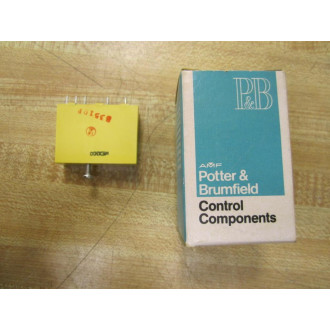 P&B
AMF
Potter &
Brumfield
Control
Components